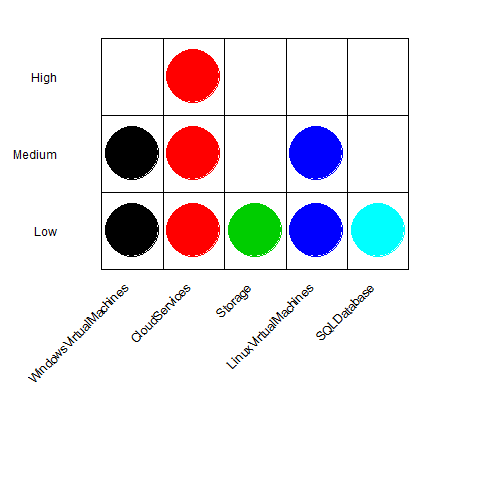 High
Medium
Low
WindowsVirtualMachines
CloudServices
Storage
LinuxVirtualMachines
SQLDatabase